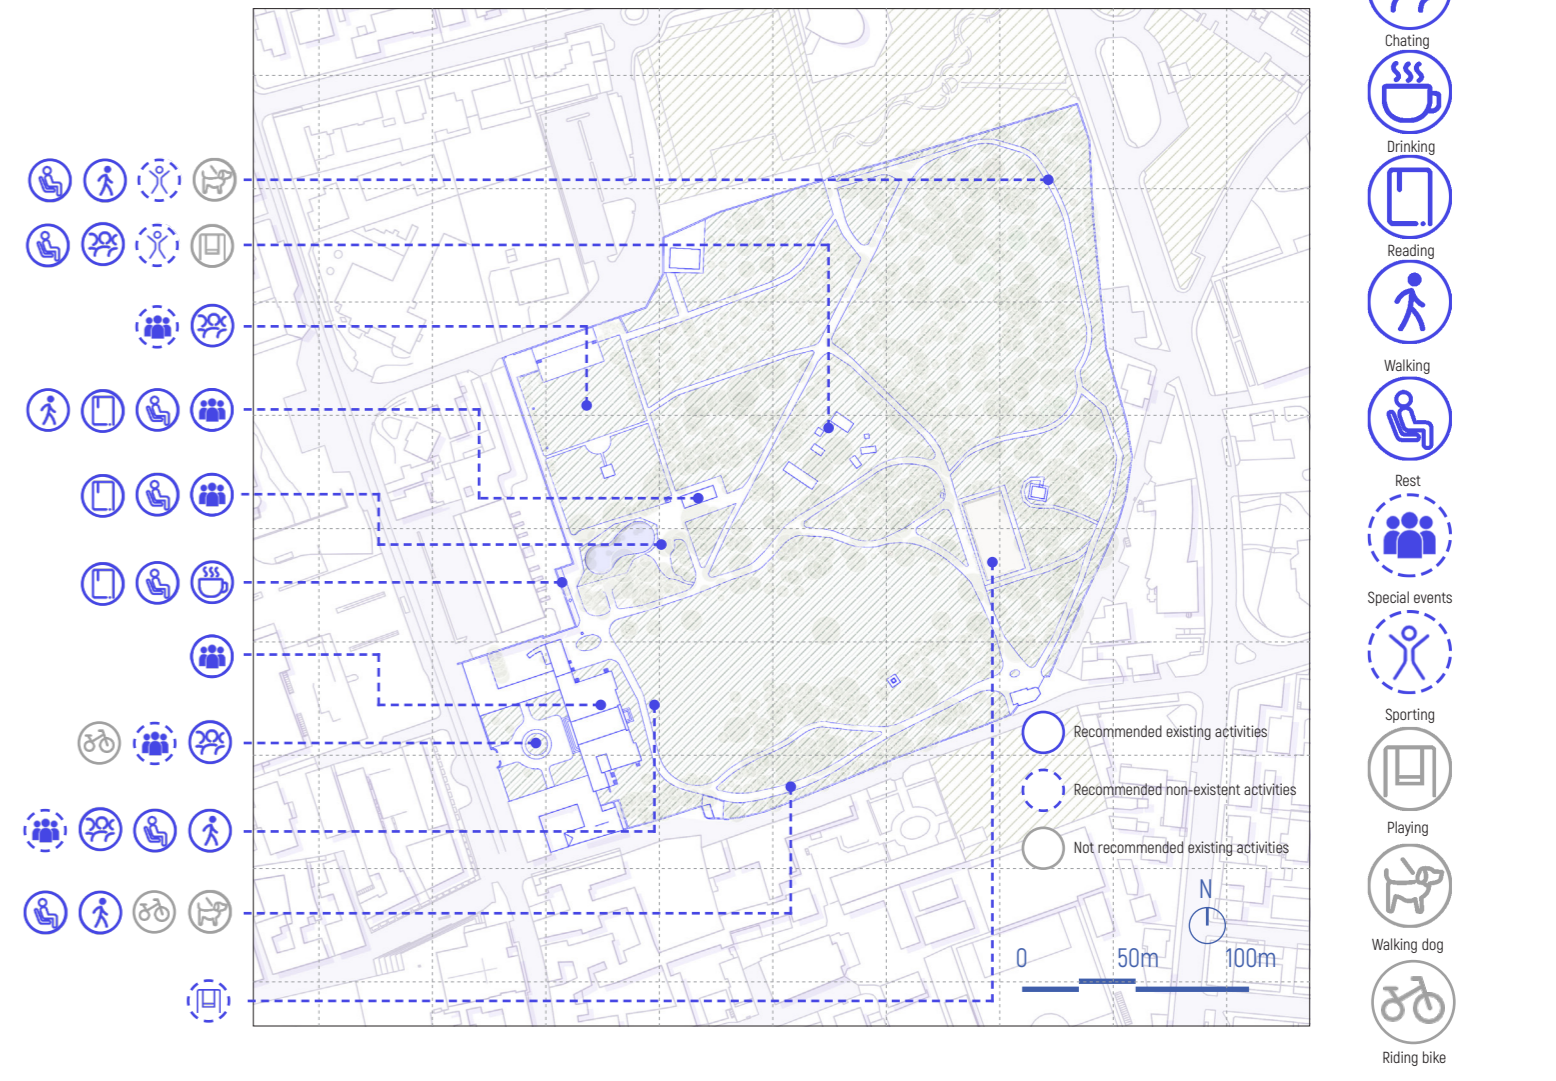 Chating
Drinking
Reading
Walking
Rest
Special events
Sporting
Playing
Walking dog
Riding bike
Recommended existing activities
Recommended non-existent activities
Not recommended existing activities
N
0 50m 100m